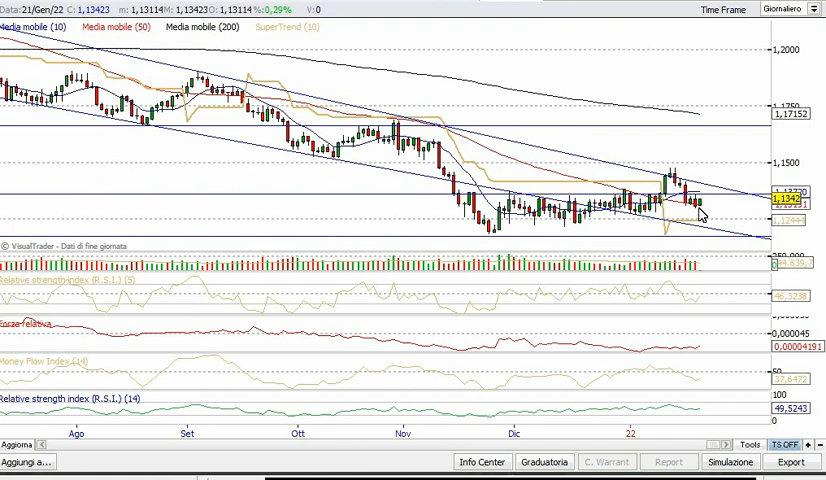 Data:21/Gen/22 C: 1,13423 m: 1,13114 M: 1,13423 O: 1,13114 %:0,29% V:0 Time Frame Giornaliero
Media mobile (10) Media mobile (50) Media mobile (200) SuperTrend (10)
1,2000
1,1750
1,17152
1,1500
1,1342
1,12444
© VisualTrader - Dati di fine giornata
Relative strength index (R.S.I.) (5)
46,3238
Forza relativa
0,000045
0,00004191
Money Flow Index (14)
50
37,6472
Relative strength index (R.S.I.) (14)
100
49,5243
0
Ago Set Ott Nov Dic 22
Aggiorna Tools TS OFF + -
Aggiungi a... Info Center Graduatoria C. Warrant Report Simulazione Export